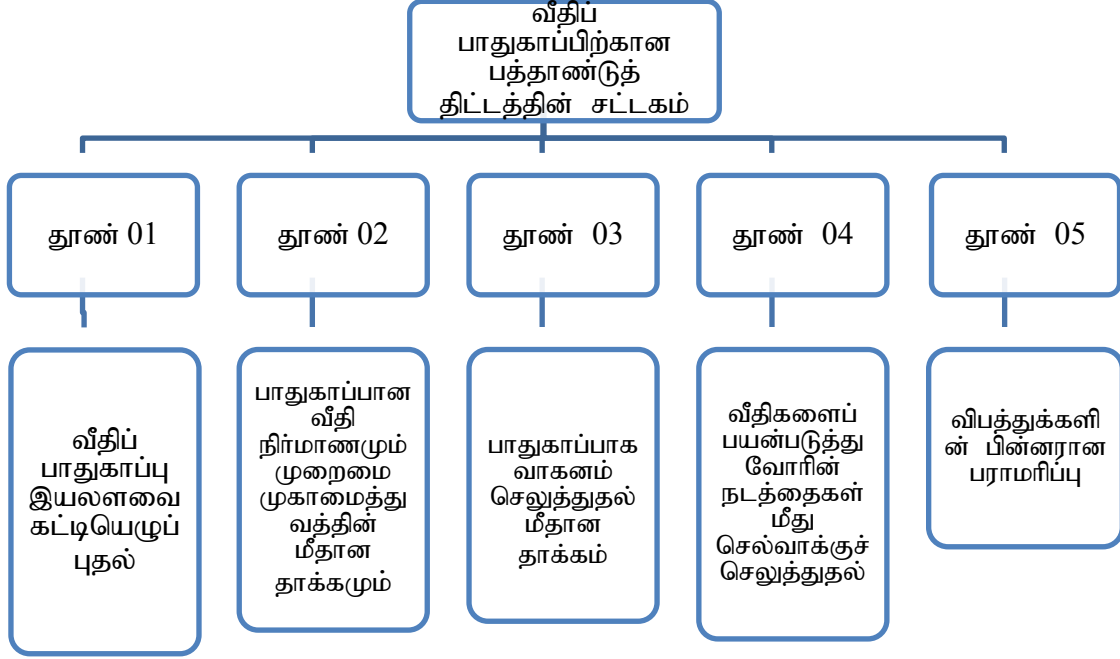 வீதிப்
பாதுகாப்பிற்கான
பத்தாண்டுத்
திட்டத்தின் சட்டகம்
தூண் 01
தூண் 02
தூண் 03
தூண் 04
தூண் 05
வீதிப்
பாதுகாப்பு
இயலளவை
கட்டியெழுப்
புதல்
பாதுகாப்பான
வீதி
நிர்மாணமும்
முறைமை
முகாமைத்து
வத்தின்
மீதான
தாக்கமும்
பாதுகாப்பாக
வாகனம்
செலுத்துதல்
மீதான
தாக்கம்
வீதிகளைப்
பயன்படுத்து
வோரின்
நடத்தைகள்
மீது
செல்வாக்குச்
செலுத்துதல்
விபத்துக்களி
ன் பின்னரான
பராமரிப்பு